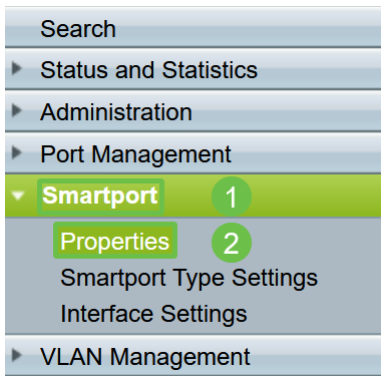 Search
Status and Statistics
Administration
Port Management
Smartport 1
Properties 2
Smartport Type Settings
Interface Settings
VLAN Management